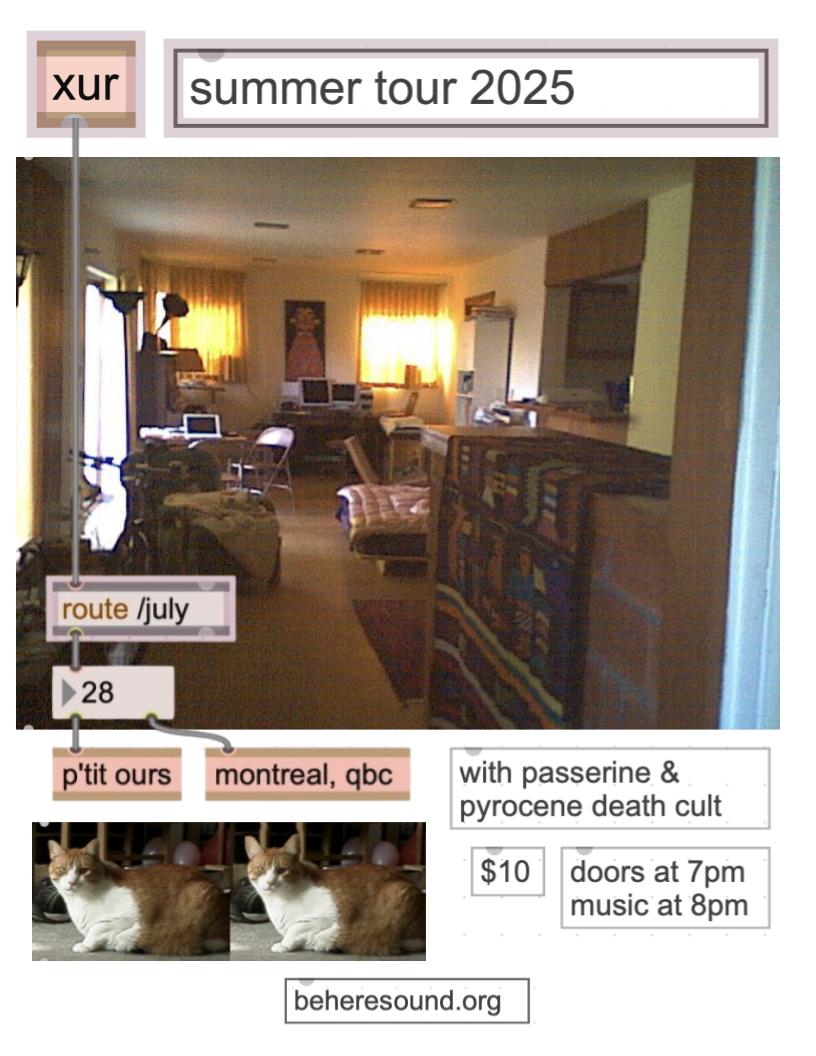 xur
summer tour 2025
route /july
28
p'tit ours
montreal, qbc
with passerine &
pyrocene death cult
$10
doors at 7pm
music at 8pm
beheresound.org